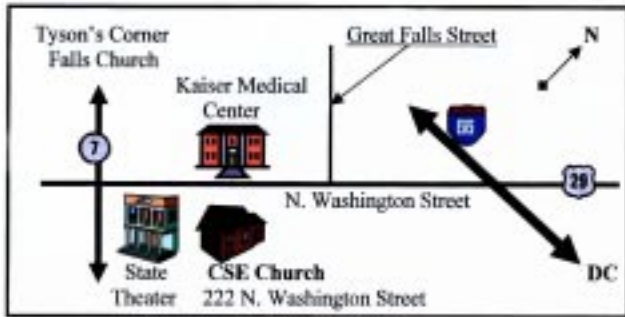 Tyson's Corner
Falls Church
Great Falls Street
N
Kaiser Medical
Center
66
7
29
N. Washington Street
State
Theater
CSE Church
222 N. Washington Street
DC